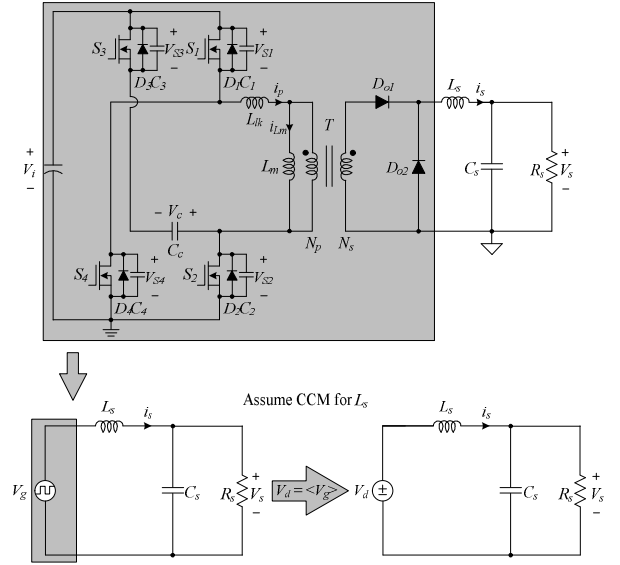 S3 VS3 S1 VS1
+ − + −
D3C3 D1C1
ip Do1 Ls is
Llk T
iLm
+ Vi −
Lm Do2 Cs Rs + Vs −
− Vc +
Cc Np Ns
S4 + VS4 − S2 + VS2 −
D4C4 D2C2
Assume CCM for Ls
Ls is Ls is
Vg Cs Rs + Vs − Vd = <Vg> Vd ± Cs Rs + Vs −